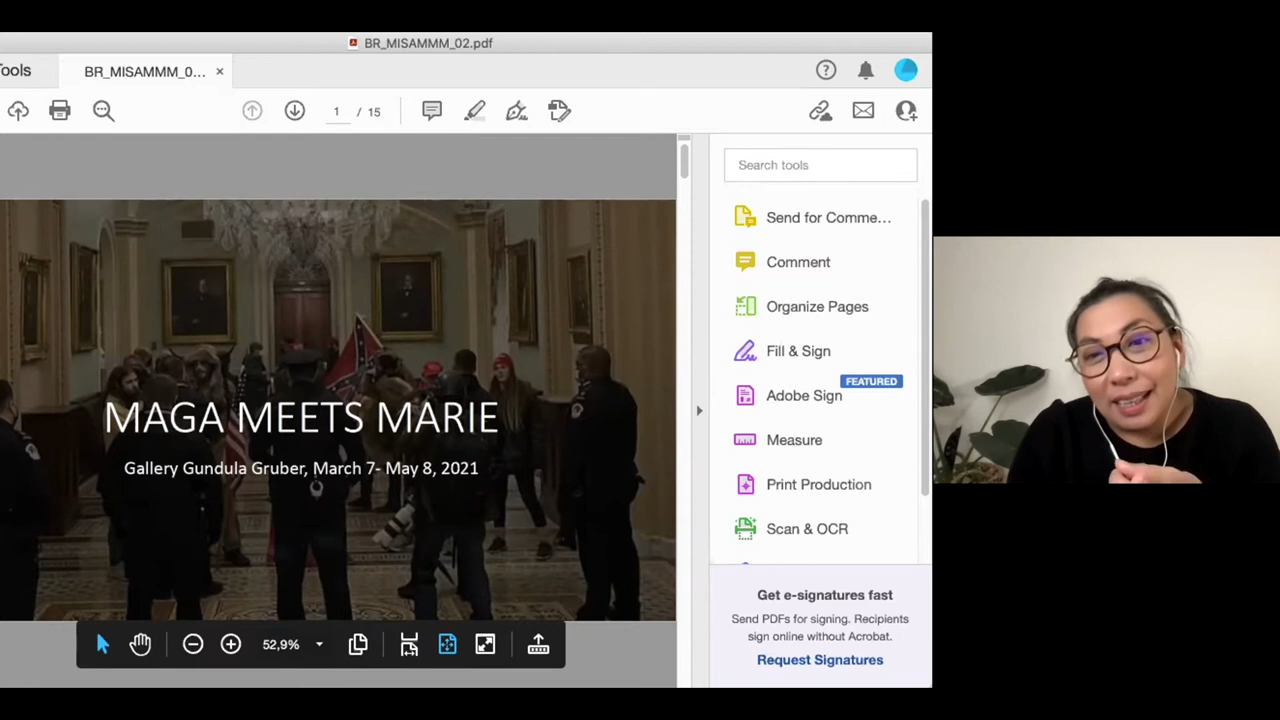 BR_MISAMMM_02.pdf
ools
BR_MISAMMM_0...
1 / 15
Search tools
Send for Comme...
Comment
Organize Pages
Fill & Sign
FEATURED
Adobe Sign
Measure
Print Production
Scan & OCR
MAGA MEETS MARIE
Gallery Gundula Gruber, March 7- May 8, 2021
52,9%
Get e-signatures fast
Send PDFs for signing. Recipients
sign online without Acrobat.
Request Signatures